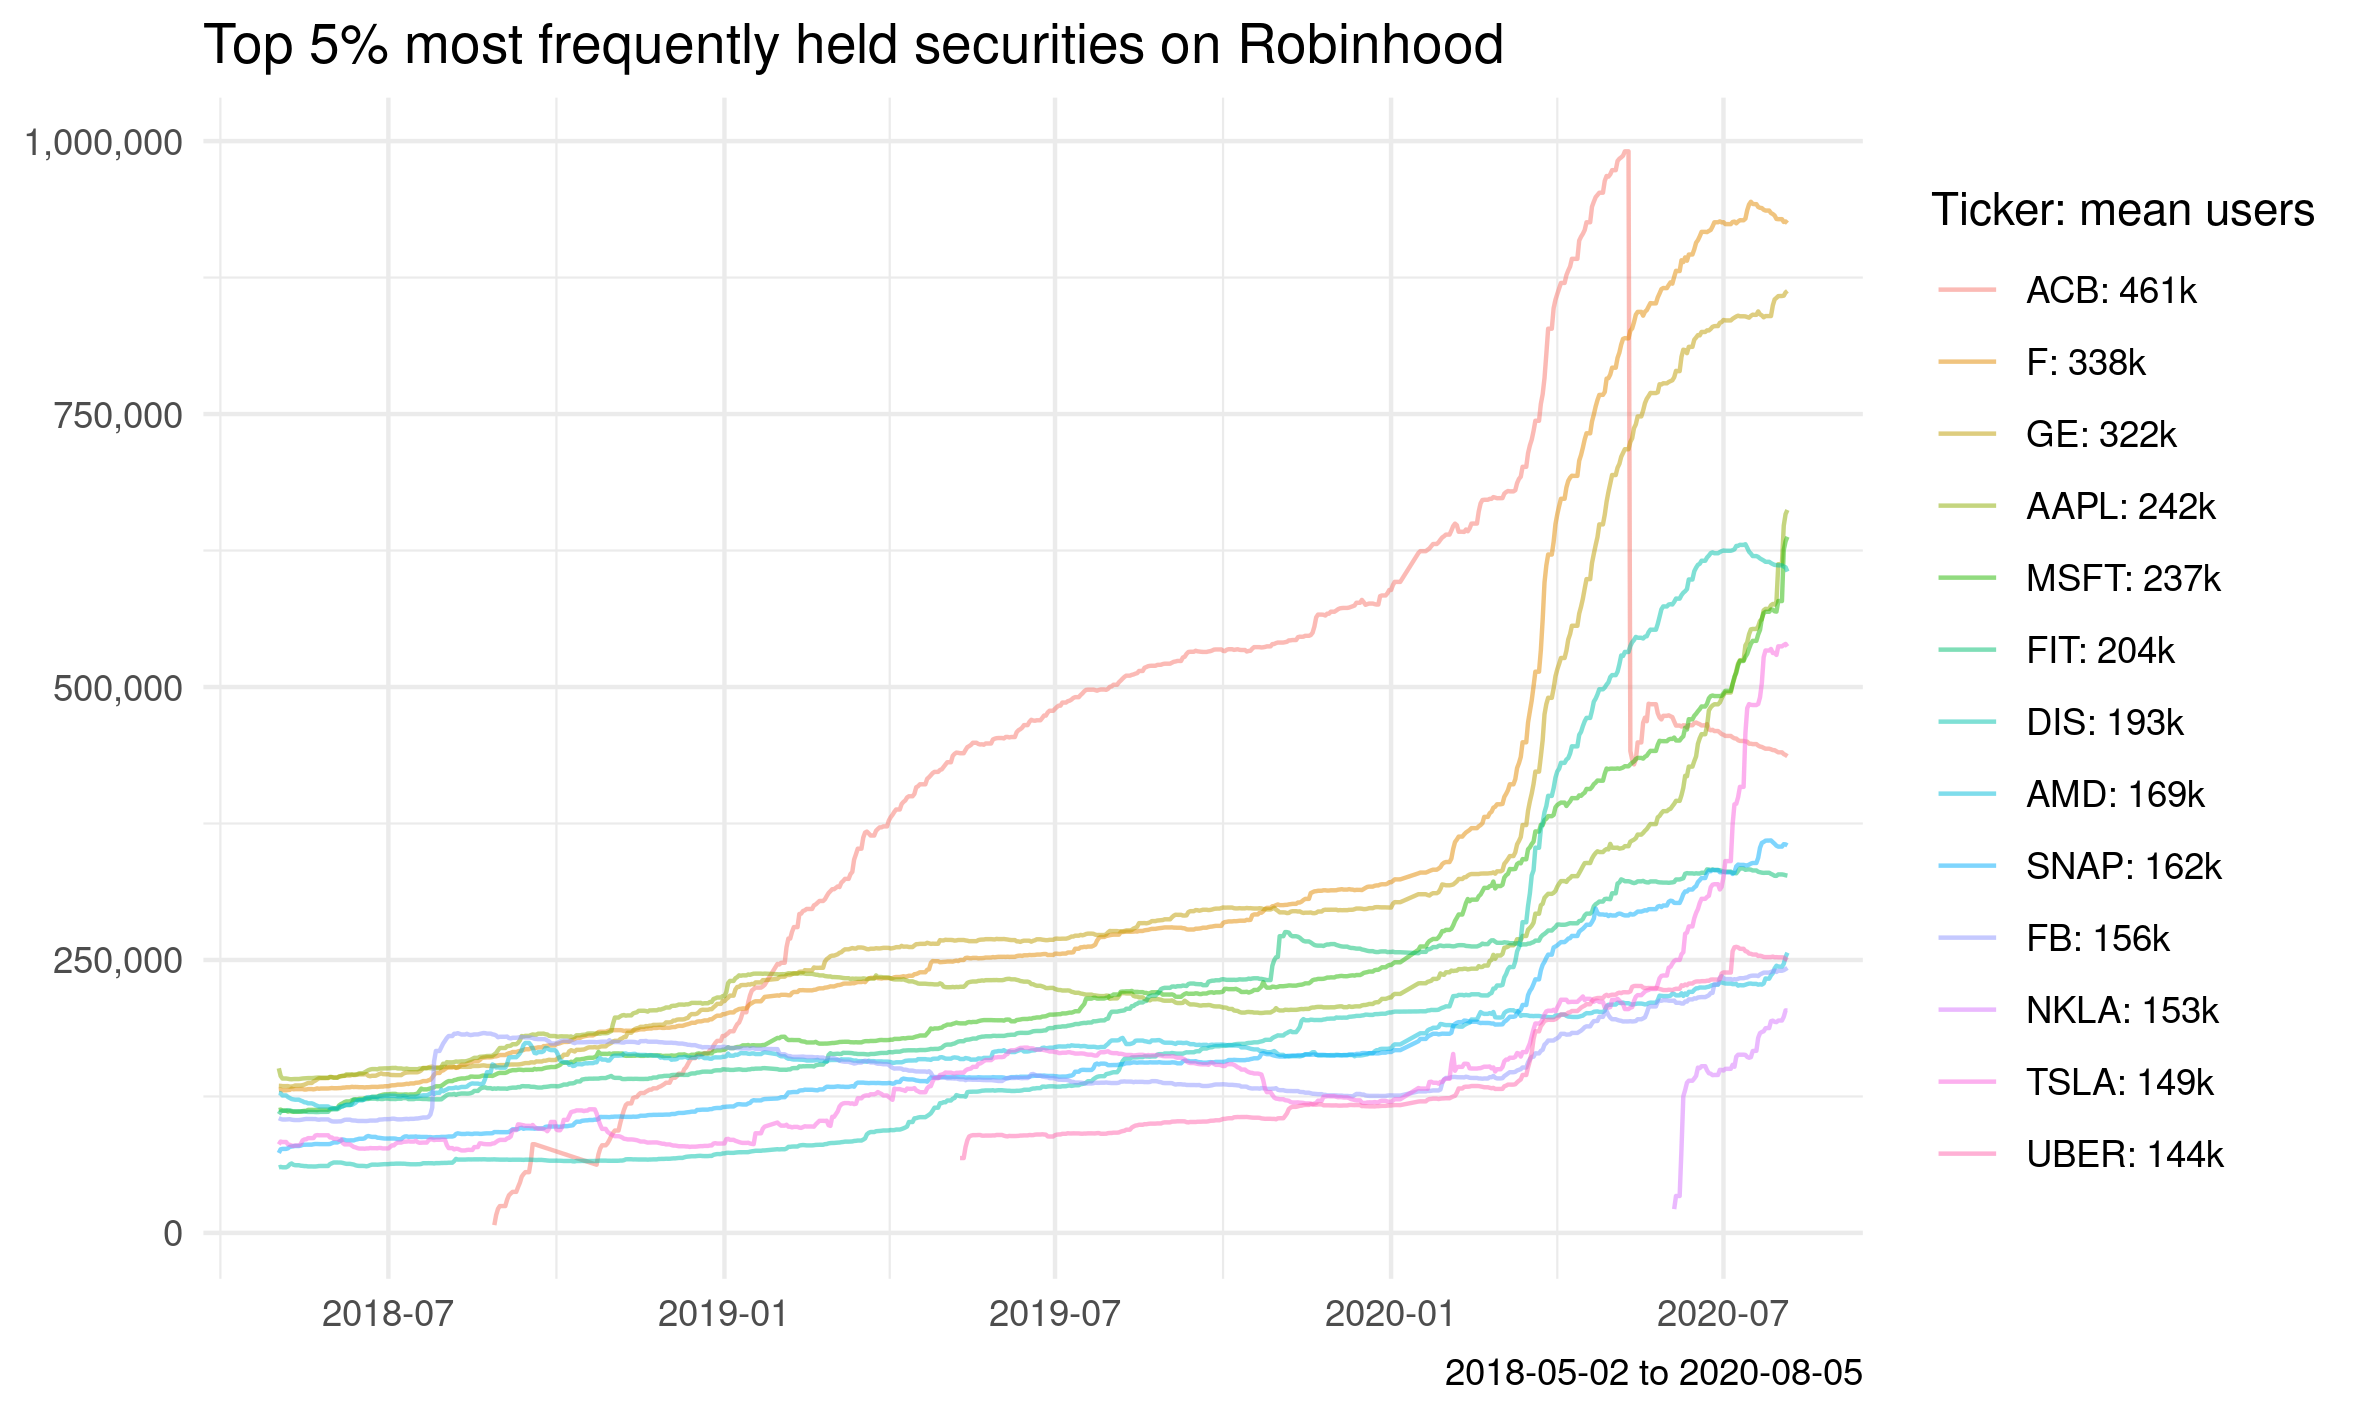 Top 5% most frequently held securities on Robinhood
1,000,000
750,000
500,000
250,000
0
2018-07
2019-01
2019-07
2020-01
2020-07
2018-05-02 to 2020-08-05
Ticker: mean users
ACB: 461k
F: 338k
GE: 322k
AAPL: 242k
MSFT: 237k
FIT: 204k
DIS: 193k
AMD: 169k
SNAP: 162k
FB: 156k
NKLA: 153k
TSLA: 149k
UBER: 144k